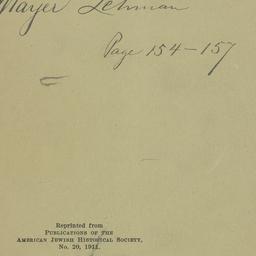 Mayer Lehman
Page 154-157
Reprinted from
PUBLICATIONS OF THE
AMERICAN JEWISH HISTORICAL SOCIETY,
No. 20, 1911.